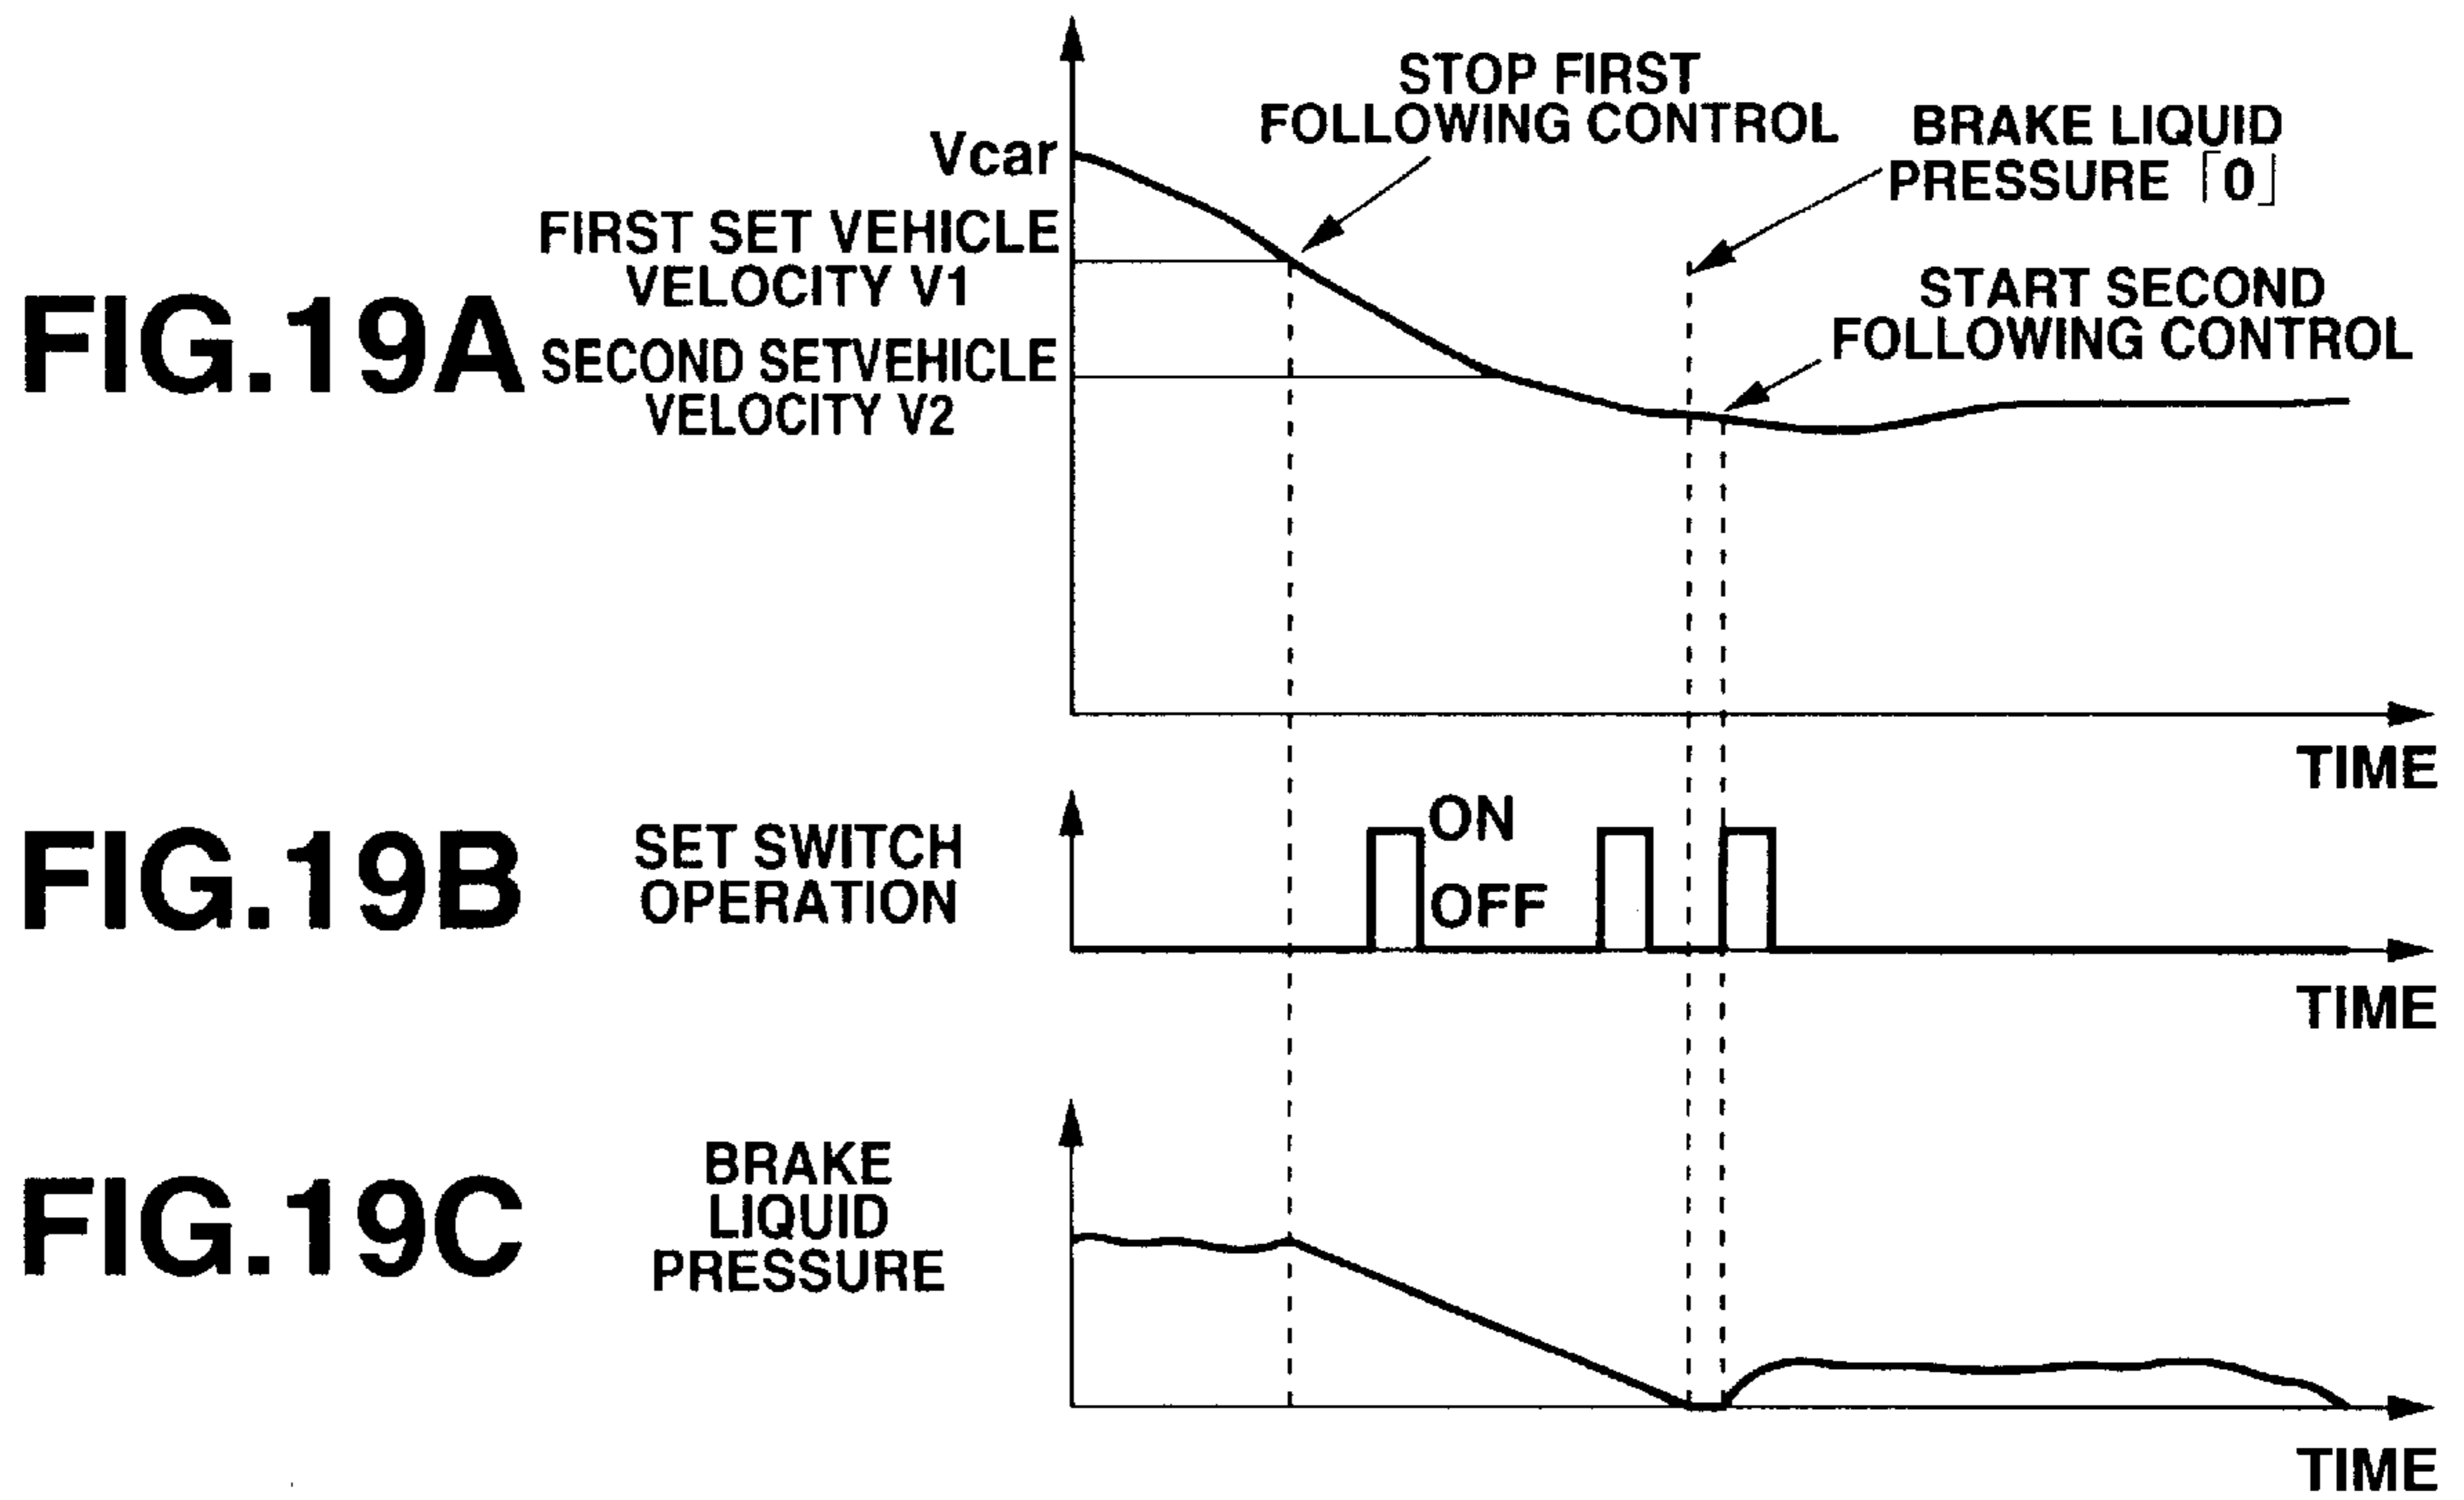 STOP FIRST
FOLLOWING CONTROL
BRAKE LIQUID
PRESSURE ｢0｣
Vcar
FIRST SET VEHICLE
VELOCITY V1
START SECOND
FOLLOWING CONTROL
FIG.19A
SECOND SETVEHICLE
VELOCITY V2
TIME
FIG.19B
SET SWITCH
OPERATION
ON
OFF
TIME
FIG.19C
BRAKE
LIQUID
PRESSURE
TIME